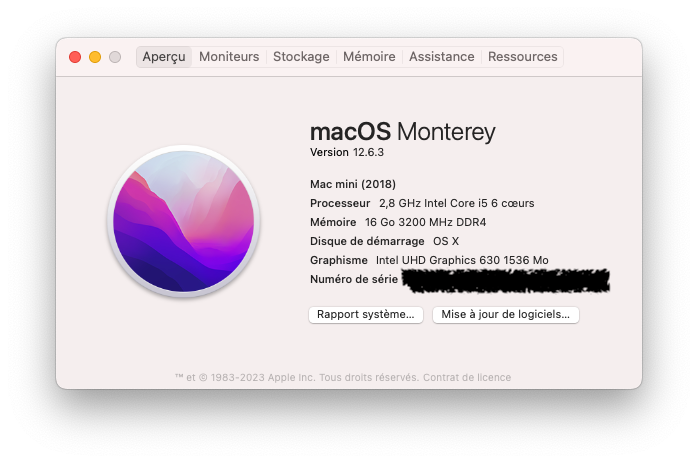 Aperçu Moniteurs Stockage Mémoire Assistance Ressources
macOS Monterey
Version 12.6.3
Mac mini (2018)
Processeur 2,8 GHz Intel Core i5 6 cœurs
Mémoire 16 Go 3200 MHz DDR4
Disque de démarrage OS X
Graphisme Intel UHD Graphics 630 1536 Mo
Numéro de série
Rapport système... Mise à jour de logiciels...
™ et © 1983-2023 Apple Inc. Tous droits réservés. Contrat de licence